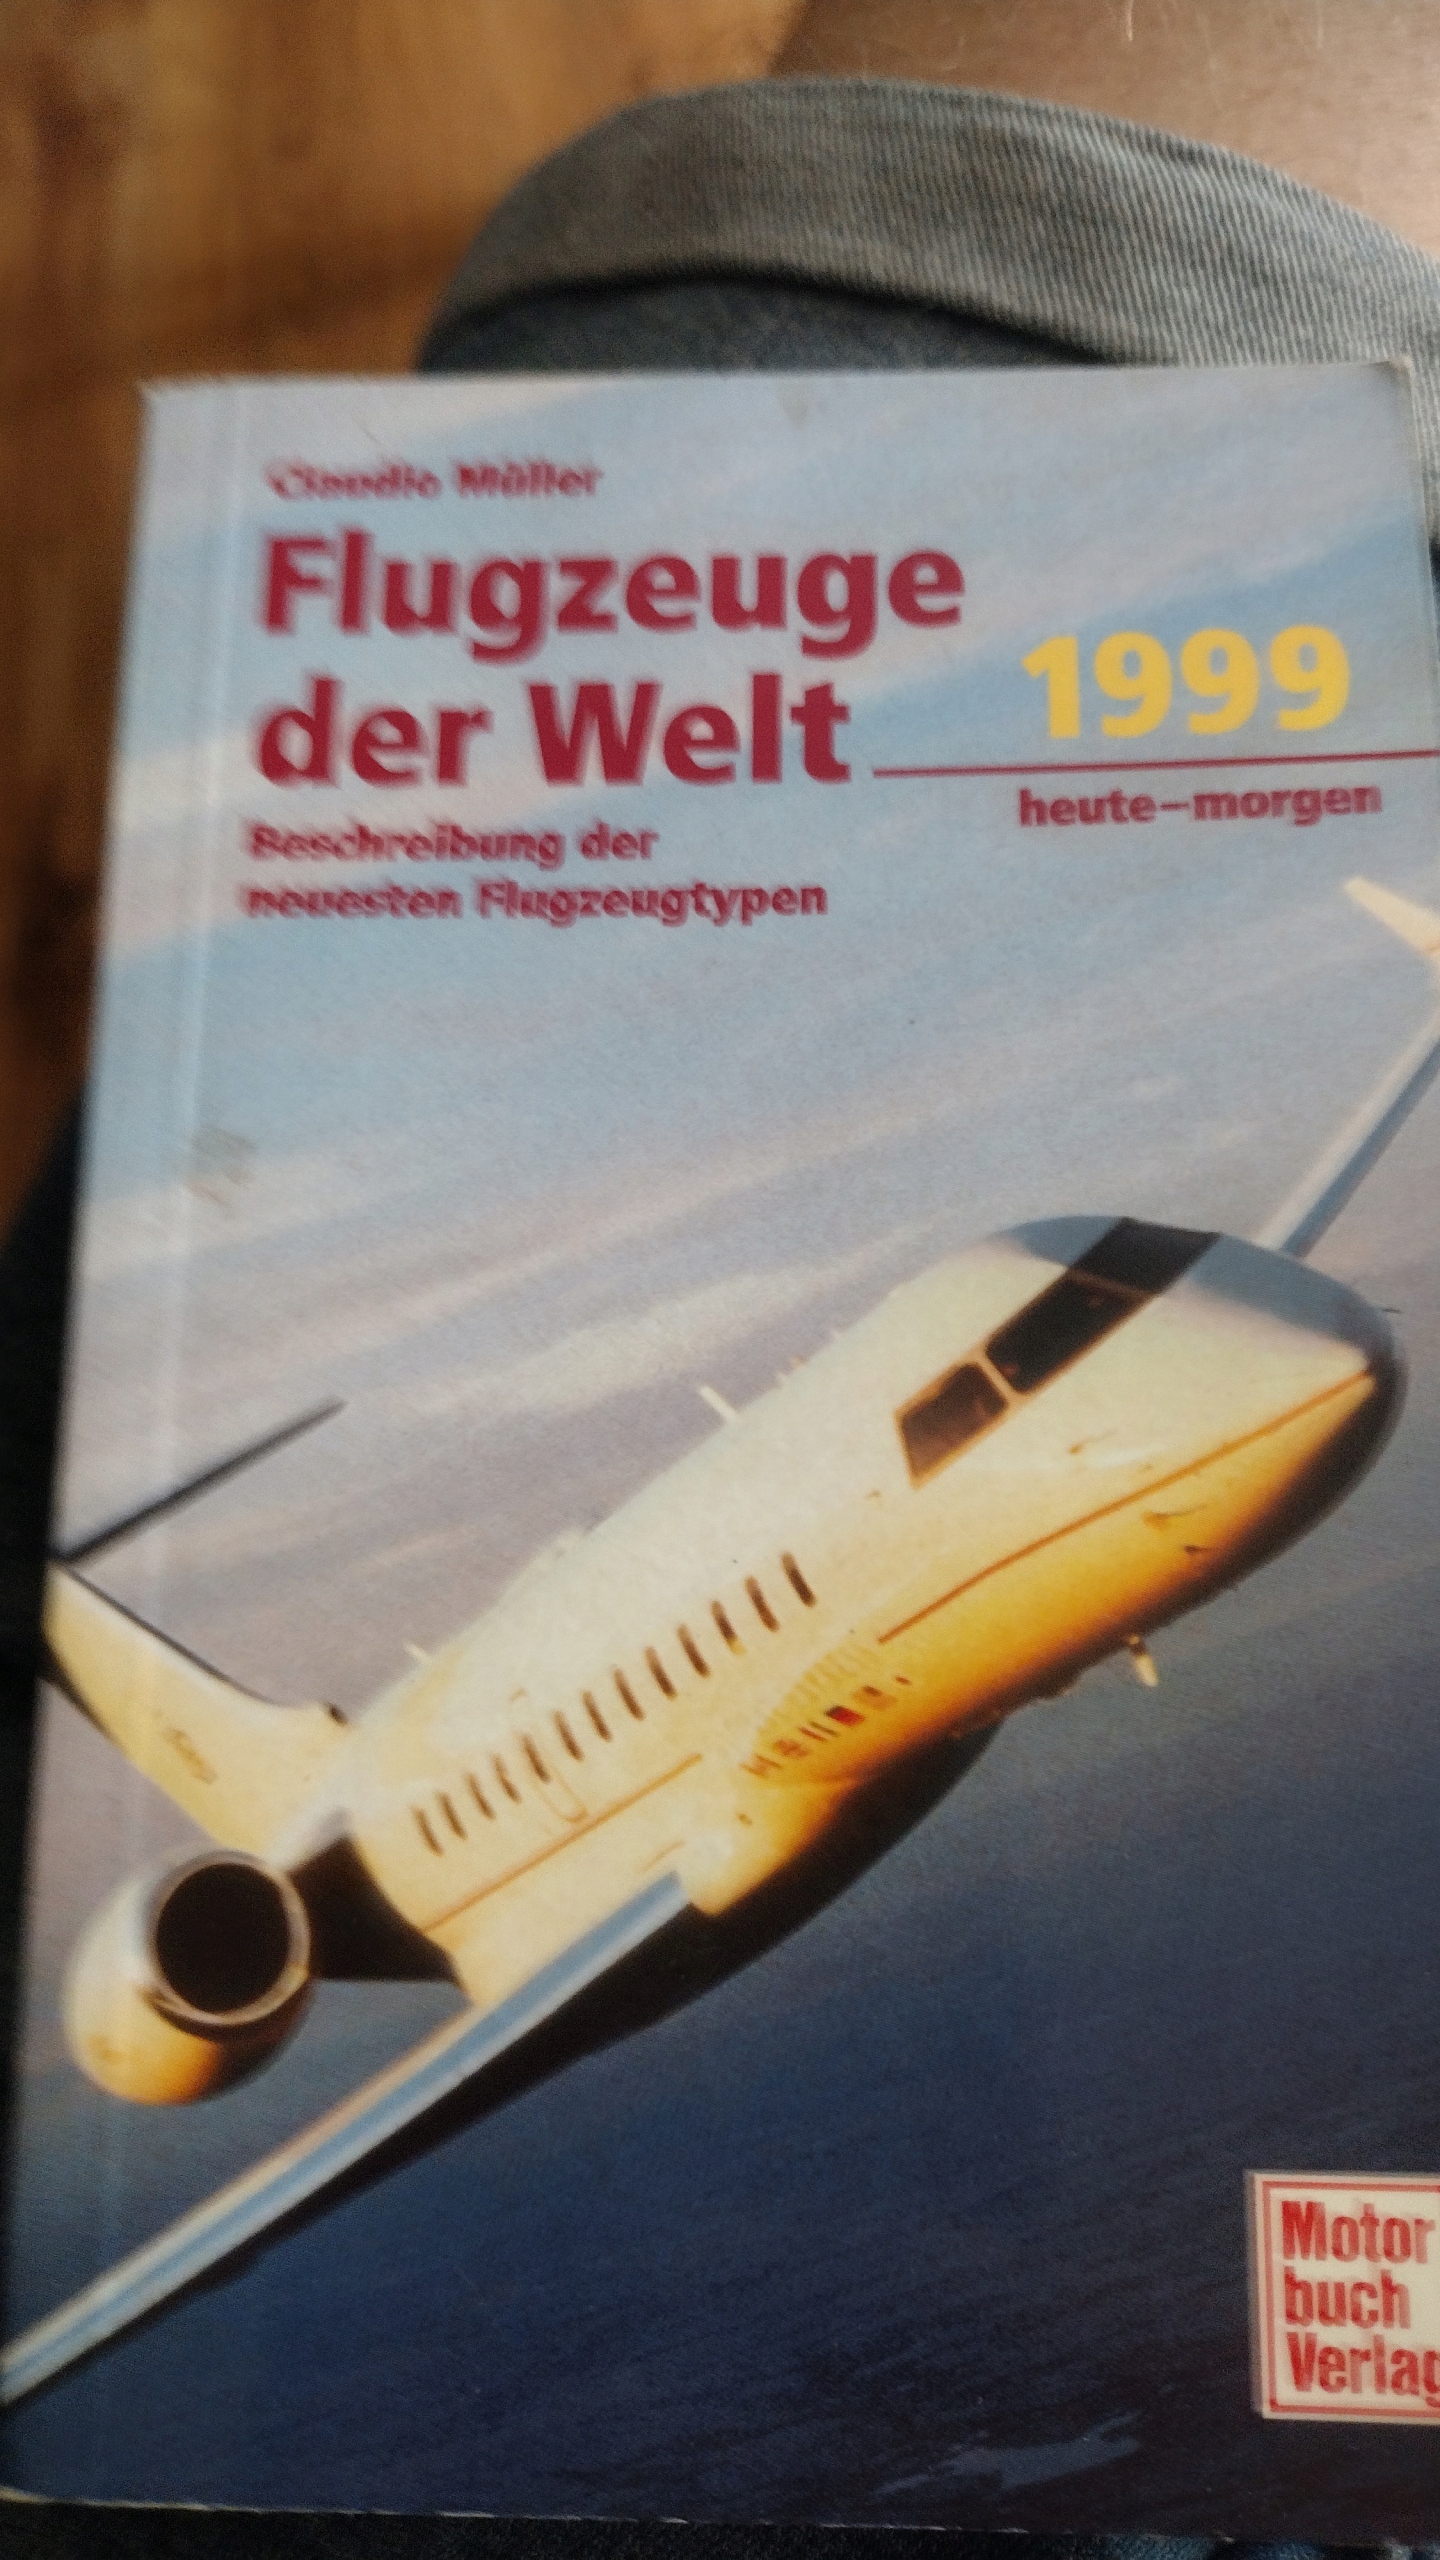 Claudio Müller
Flugzeuge
der Welt
1999
heute–morgen
Beschreibung der
neuesten Flugzeugtypen
Motor
buch
Verlag